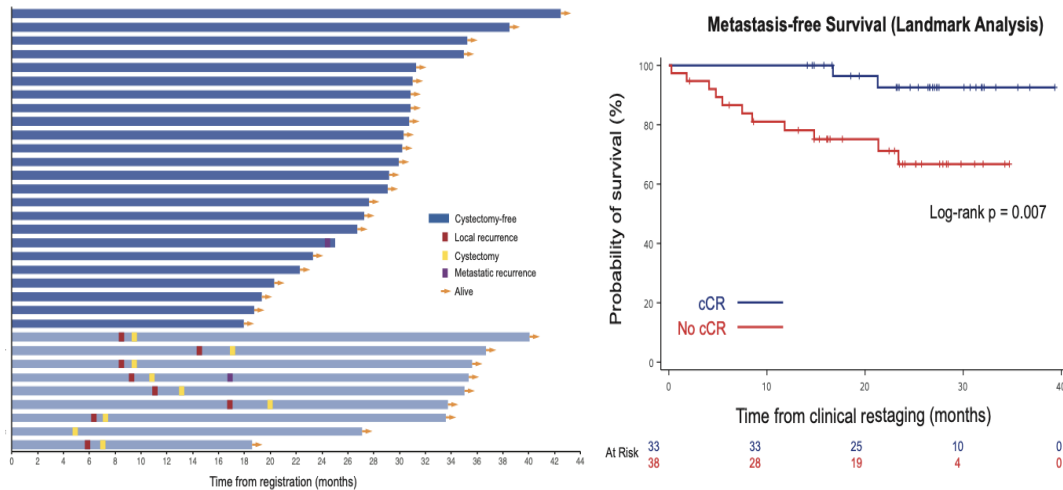 Cystectomy-free
Local recurrence
Cystectomy
Metastatic recurrence
Alive
0 2 4 6 8 10 12 14 16 18 20 22 24 26 28 30 32 34 36 38 40 42 44
Time from registration (months)
Metastasis-free Survival (Landmark Analysis)
Probability of survival (%)
100
80
60
40
20
0
Log-rank p = 0.007
cCR
No cCR
0 10 20 30 40
Time from clinical restaging (months)
At Risk
33 33 25 10 0
38 28 19 4 0